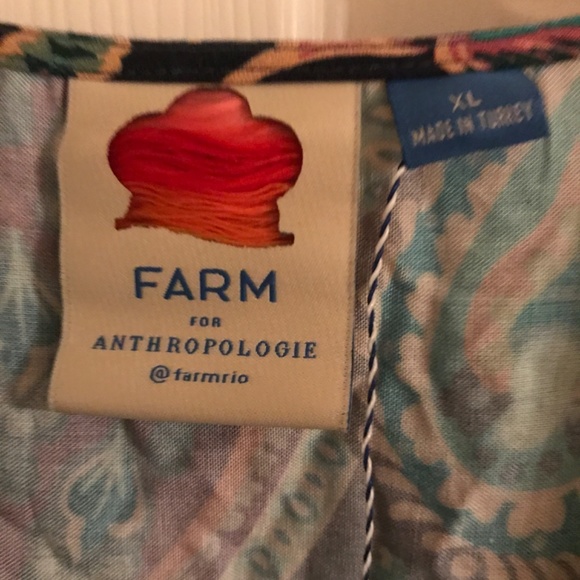 FARM
FOR
ANTHROPOLOGIE
@farmrio
XL
MADE IN TURKEY